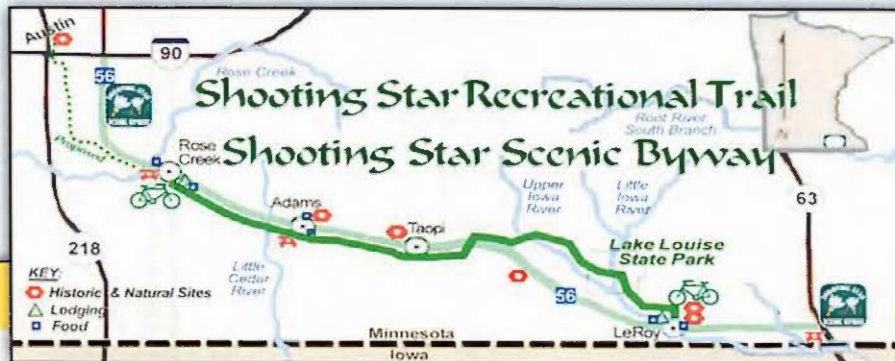 Austin
90
56
Rose Creek
Shooting Star Recreational Trail
Root River
South Branch
Shooting Star Scenic Byway
N
Proposed
Rose
Creek
Adams
Taopi
Upper
Iowa
River
Little
Iowa
River
63
218
Little
Cedar
River
Lake Louise
State Park
KEY:
Historic & Natural Sites
Lodging
Food
56
LeRoy
Minnesota
Iowa